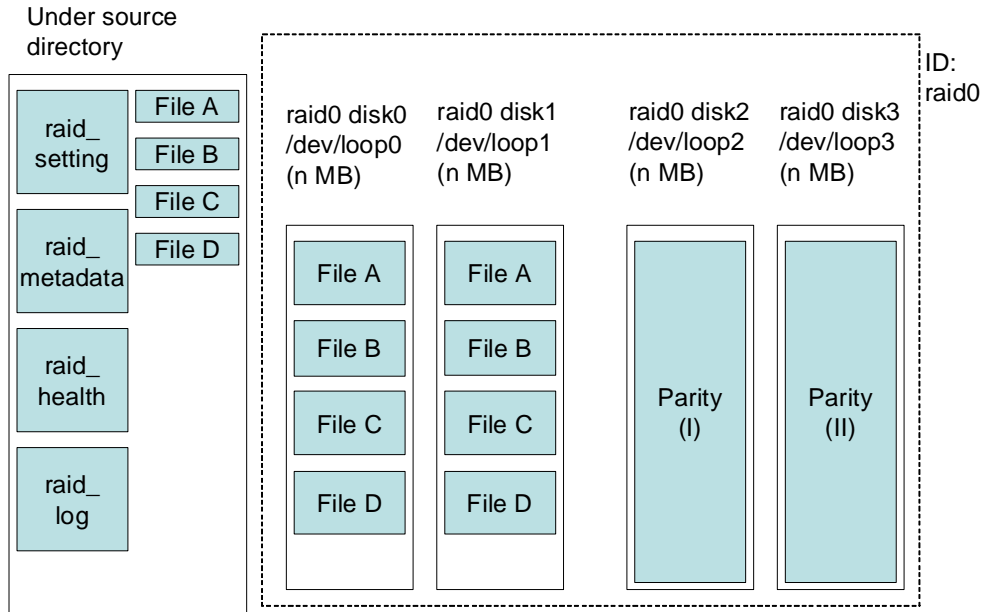 Under source
directory
raid_
setting
raid_
metadata
raid_
health
raid_
log
File A
File B
File C
File D
raid0 disk0
/dev/loop0
(n MB)
File A
File B
File C
File D
raid0 disk1
/dev/loop1
(n MB)
File A
File B
File C
File D
raid0 disk2
/dev/loop2
(n MB)
Parity
(I)
raid0 disk3
/dev/loop3
(n MB)
Parity
(II)
ID:
raid0